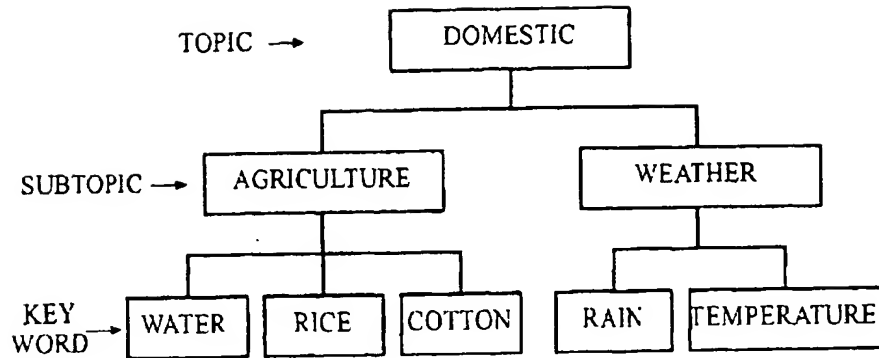 TOPIC → DOMESTIC
SUBTOPIC → AGRICULTURE WEATHER
KEY
WORD → WATER RICE COTTON RAIN TEMPERATURE